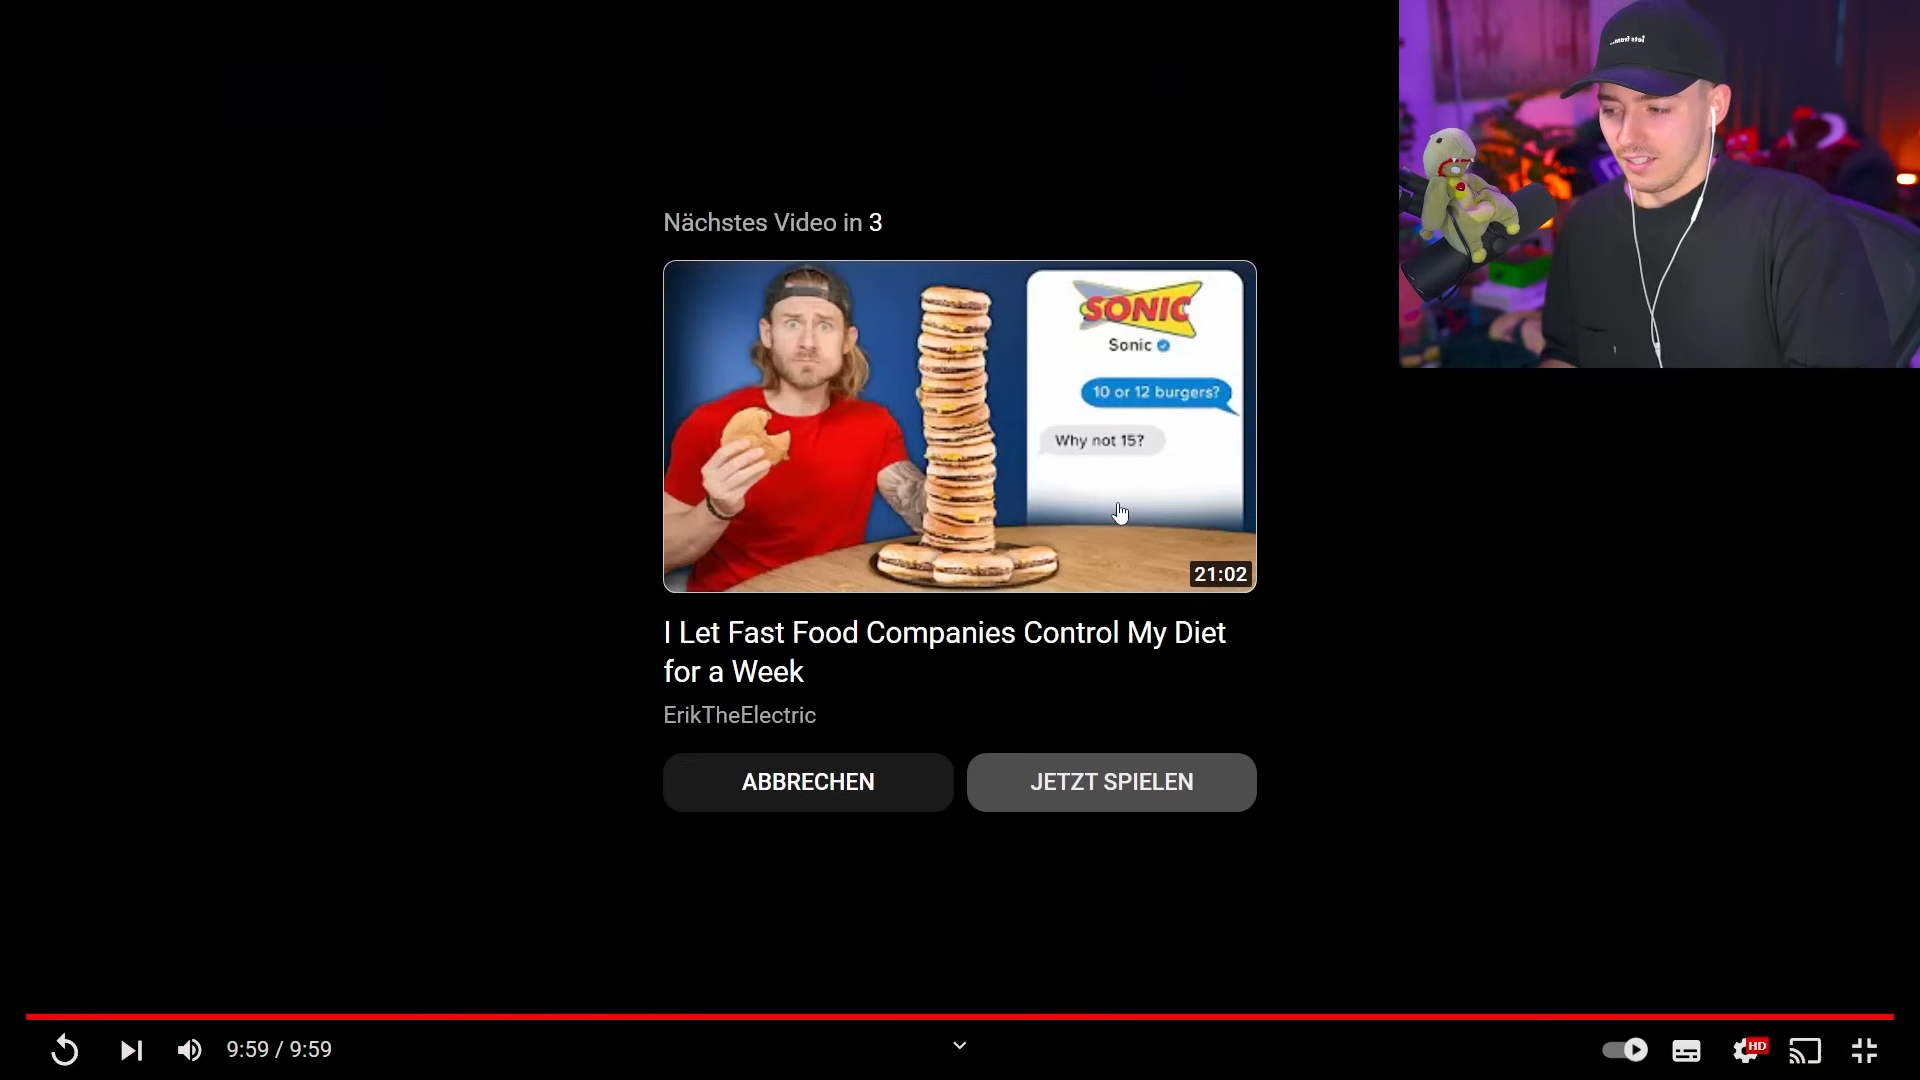 Nächstes Video in 3
SONIC
Sonic
10 or 12 burgers?
Why not 15?
21:02
I Let Fast Food Companies Control My Diet
for a Week
ErikTheElectric
ABBRECHEN
JETZT SPIELEN
9:59 / 9:59
HD